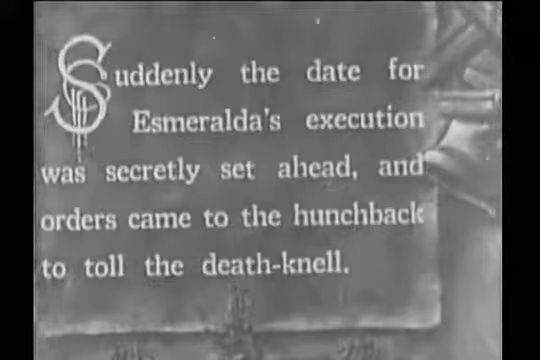 Suddenly the date for
Esmeralda's execution
was secretly set ahead, and
orders came to the hunchback
to toll the death-knell.